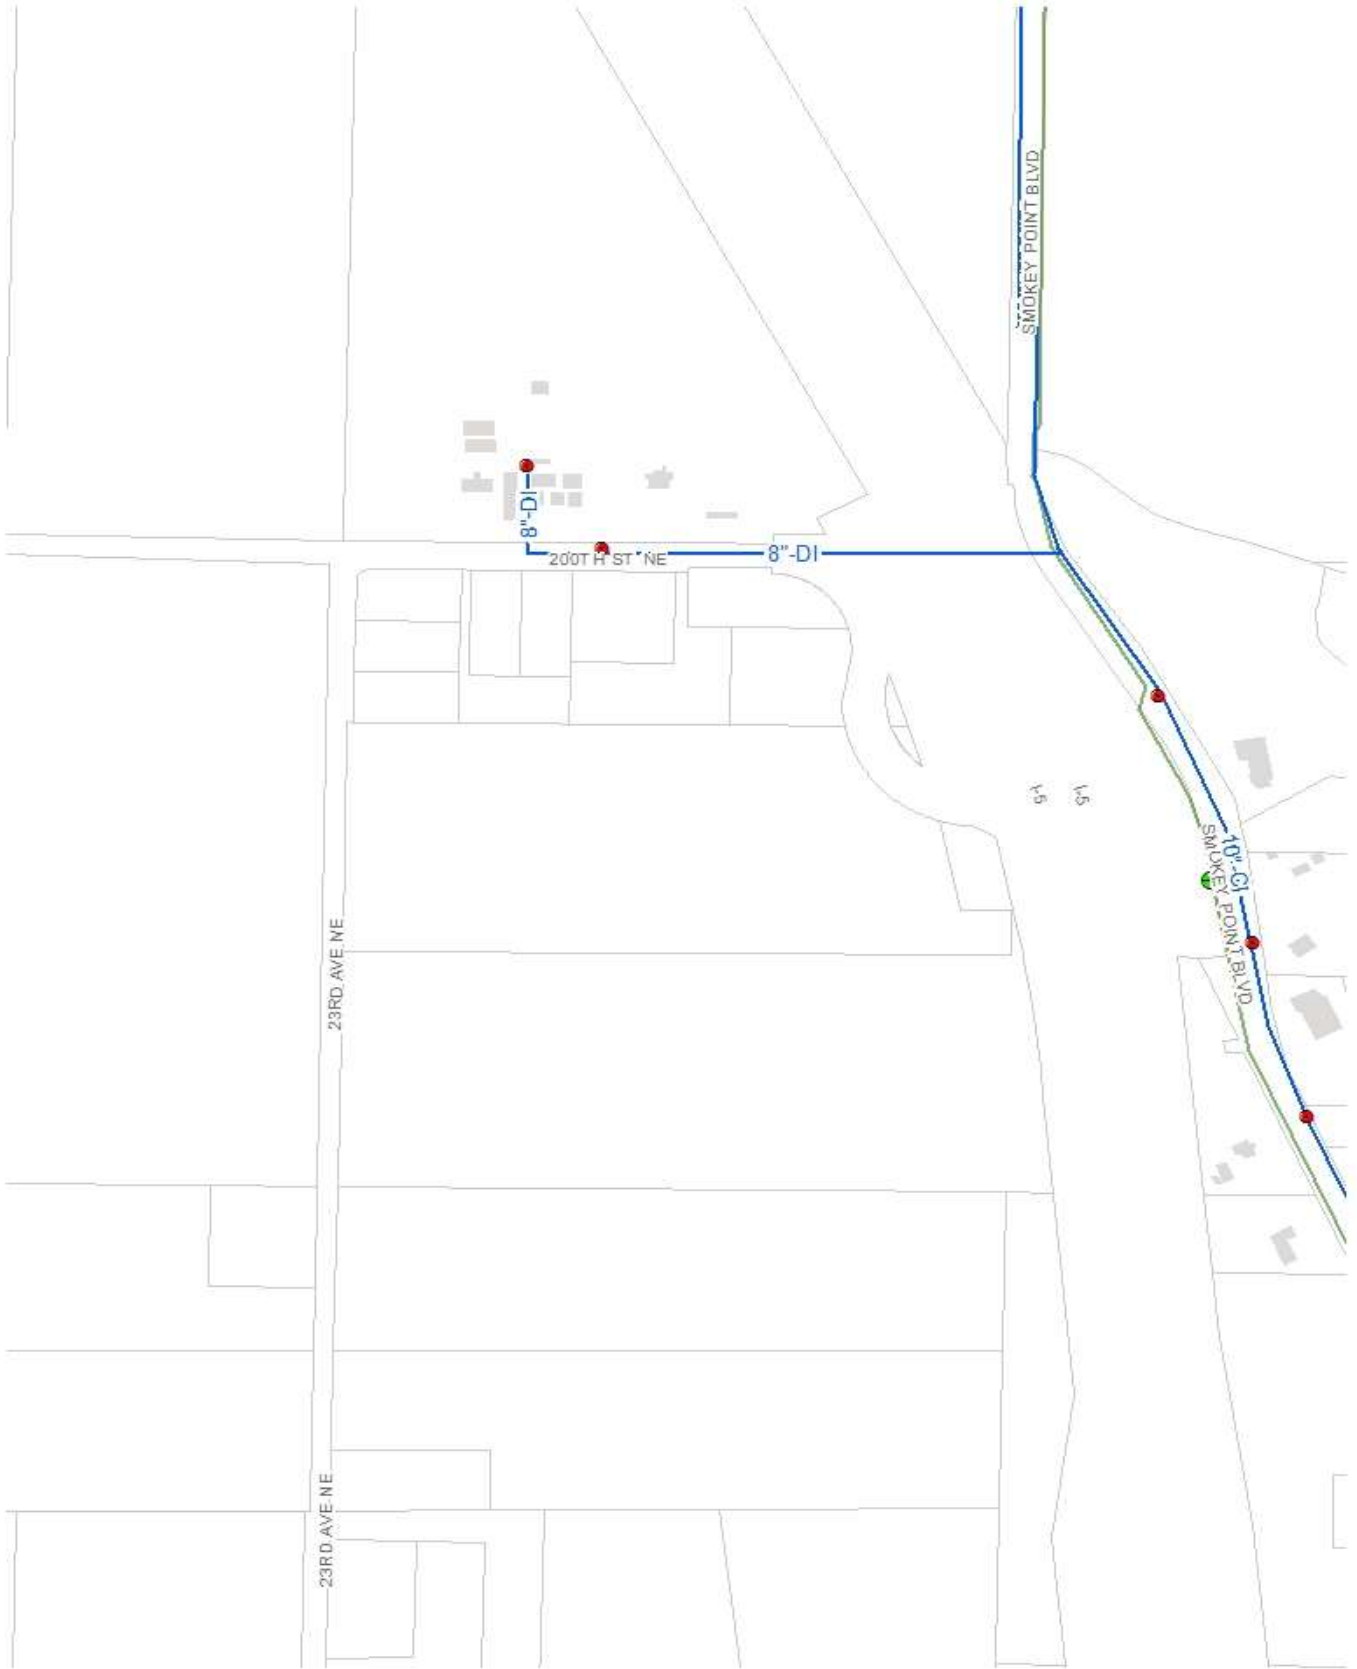 SMOKEY POINT BLVD
8"-DI
200TH ST NE
8"-DI
I-5
I-5
10"-CI
SMOKEY POINT BLVD
23RD AVE NE
23RD AVE NE